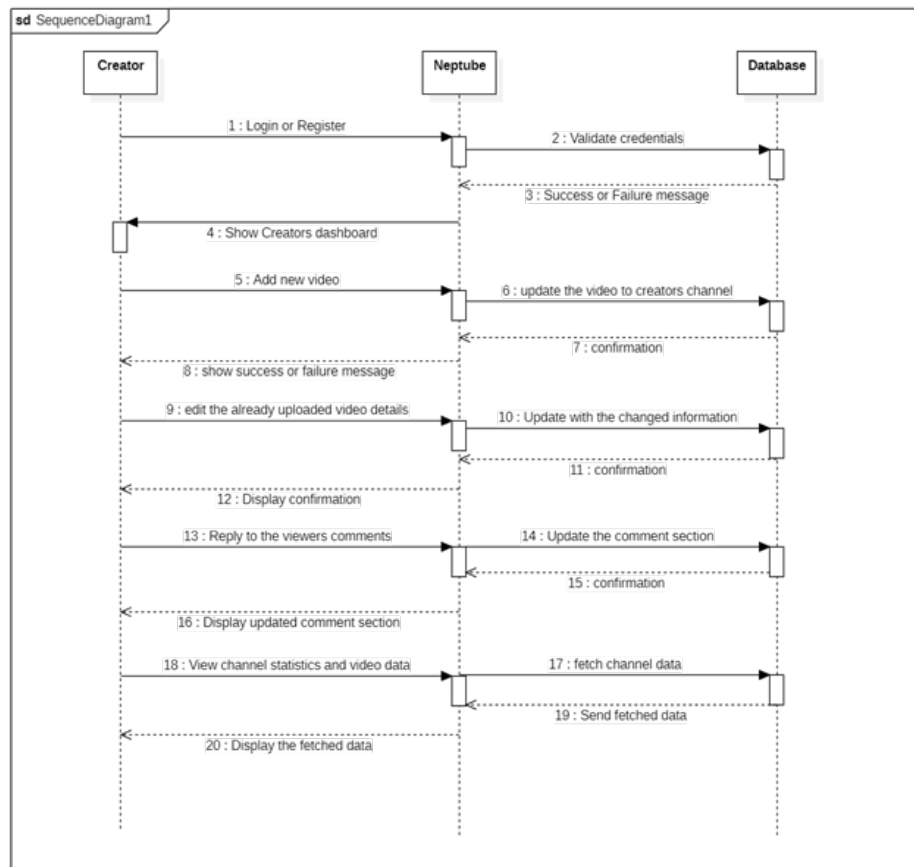 sd SequenceDiagram1
Creator
Neptube
Database
1 : Login or Register
2 : Validate credentials
3 : Success or Failure message
4 : Show Creators dashboard
5 : Add new video
6 : update the video to creators channel
7 : confirmation
8 : show success or failure message
9 : edit the already uploaded video details
10 : Update with the changed information
11 : confirmation
12 : Display confirmation
13 : Reply to the viewers comments
14 : Update the comment section
15 : confirmation
16 : Display updated comment section
18 : View channel statistics and video data
17 : fetch channel data
19 : Send fetched data
20 : Display the fetched data